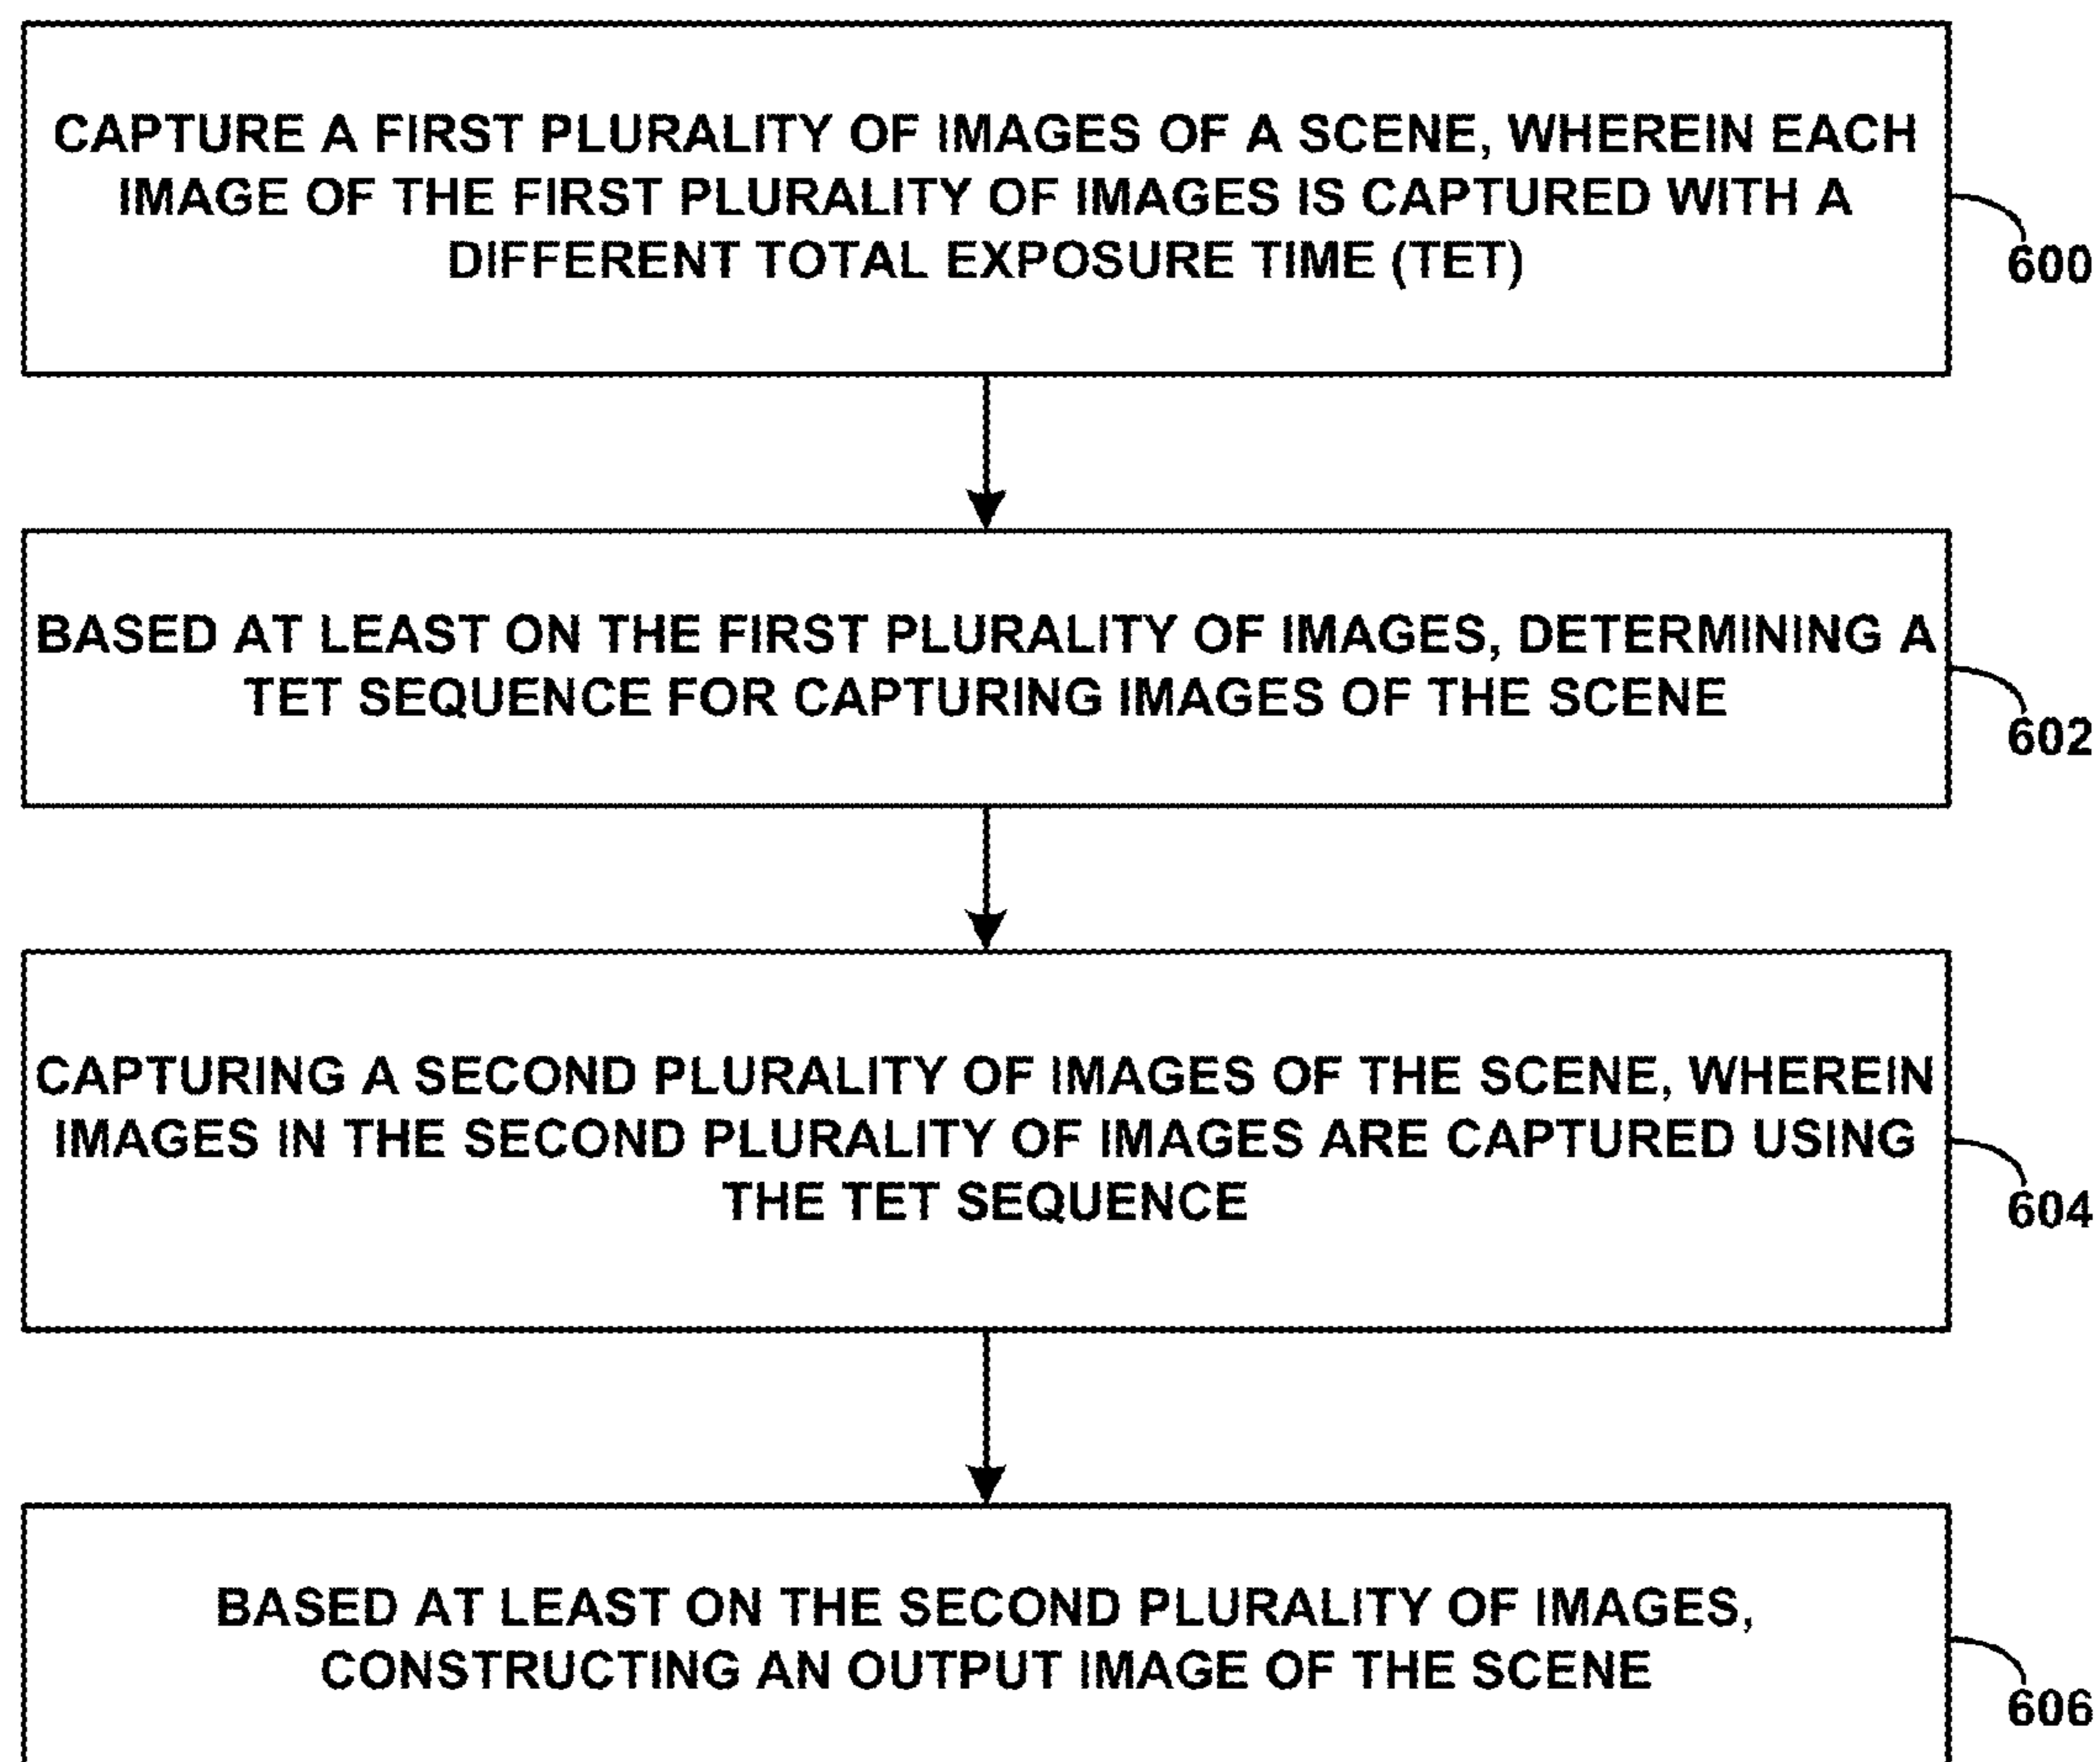 CAPTURE A FIRST PLURALITY OF IMAGES OF A SCENE, WHEREIN EACH
IMAGE OF THE FIRST PLURALITY OF IMAGES IS CAPTURED WITH A
DIFFERENT TOTAL EXPOSURE TIME (TET)
600
BASED AT LEAST ON THE FIRST PLURALITY OF IMAGES, DETERMINING A
TET SEQUENCE FOR CAPTURING IMAGES OF THE SCENE
602
CAPTURING A SECOND PLURALITY OF IMAGES OF THE SCENE, WHEREIN
IMAGES IN THE SECOND PLURALITY OF IMAGES ARE CAPTURED USING
THE TET SEQUENCE
604
BASED AT LEAST ON THE SECOND PLURALITY OF IMAGES,
CONSTRUCTING AN OUTPUT IMAGE OF THE SCENE
606